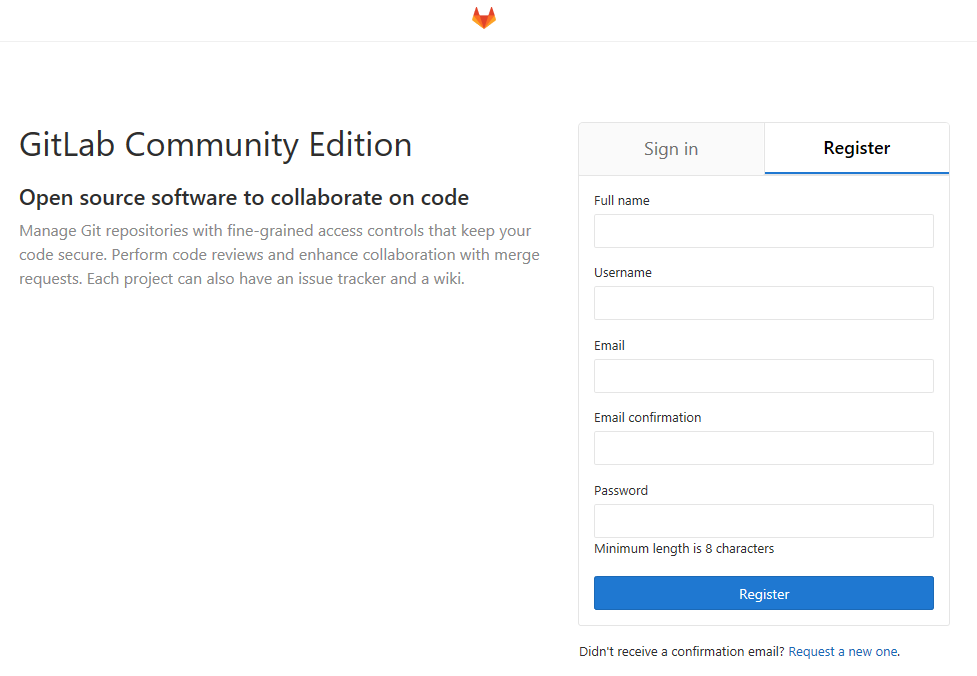 GitLab Community Edition
Open source software to collaborate on code
Manage Git repositories with fine-grained access controls that keep your
code secure. Perform code reviews and enhance collaboration with merge
requests. Each project can also have an issue tracker and a wiki.
Sign in
Register
Full name
Username
Email
Email confirmation
Password
Minimum length is 8 characters
Register
Didn't receive a confirmation email? Request a new one.